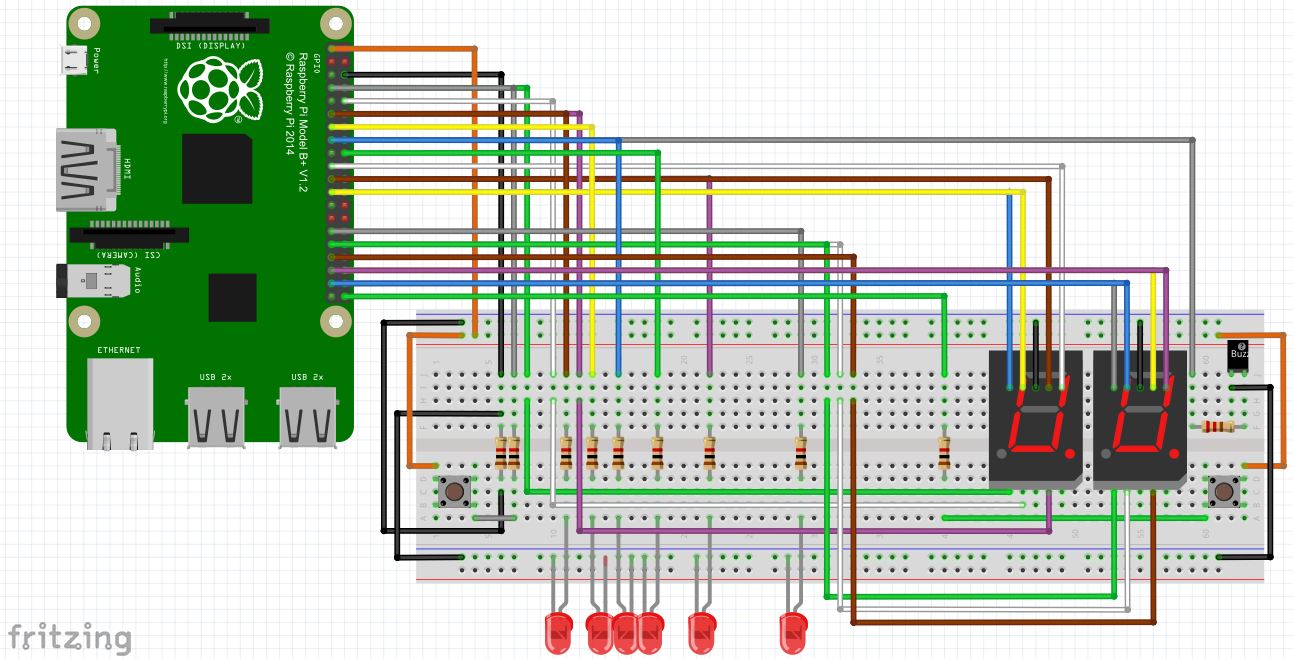 DSI (DISPLAY)
Power
GPIO
http://www.raspberrypi.org
Raspberry Pi Model B+ V1.2
© Raspberry Pi 2014
HDMI
CSI (CAMERA)
Audio
ETHERNET
USB 2x
USB 2x
Buzz
fritzing